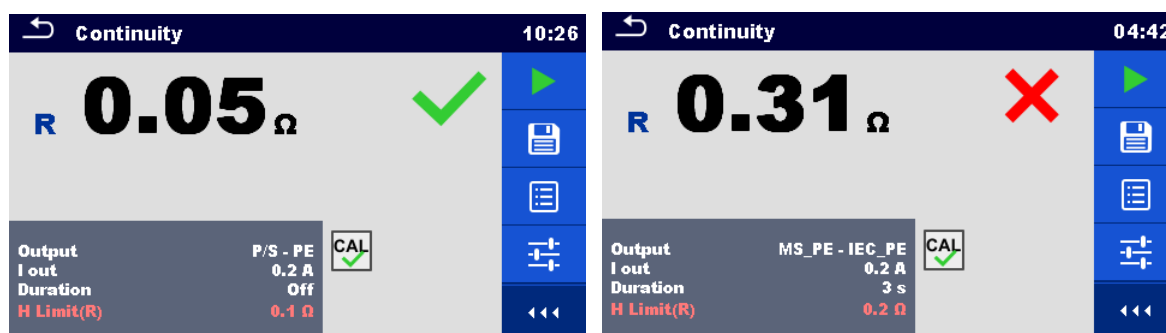 Continuity 10:26
R 0.05 Ω
Output P/S - PE
I out 0.2 A
Duration Off
H Limit(R) 0.1 Ω
CAL
Continuity 04:42
R 0.31 Ω
Output MS_PE - IEC_PE
I out 0.2 A
Duration 3 s
H Limit(R) 0.2 Ω
CAL